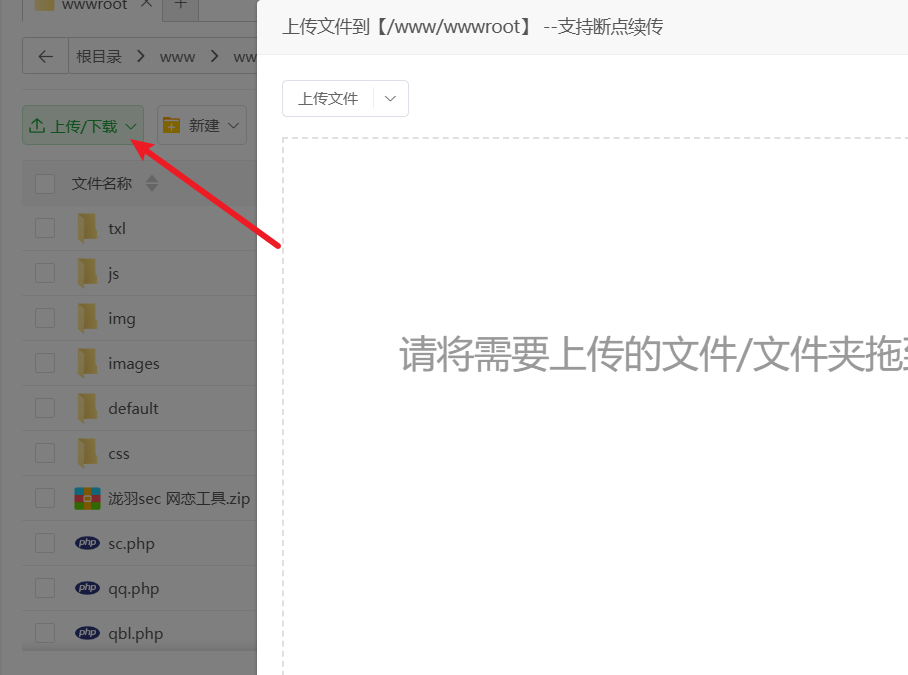 wwwroot
上传文件到【/www/wwwroot】 --支持断点续传
根目录 > www > ww
上传文件
上传/下载
新建
文件名称
txl
js
img
请将需要上传的文件/文件夹拖
images
default
css
泷羽sec 网恋工具.zip
php sc.php
php qq.php
php qbl.php